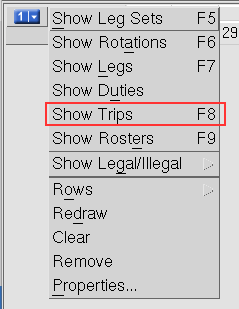 1
Show Leg Sets F5
29
Show Rotations F6
Show Legs F7
Show Duties
Show Trips F8
Show Rosters F9
Show Legal/Illegal
Rows
Redraw
Clear
Remove
Properties...